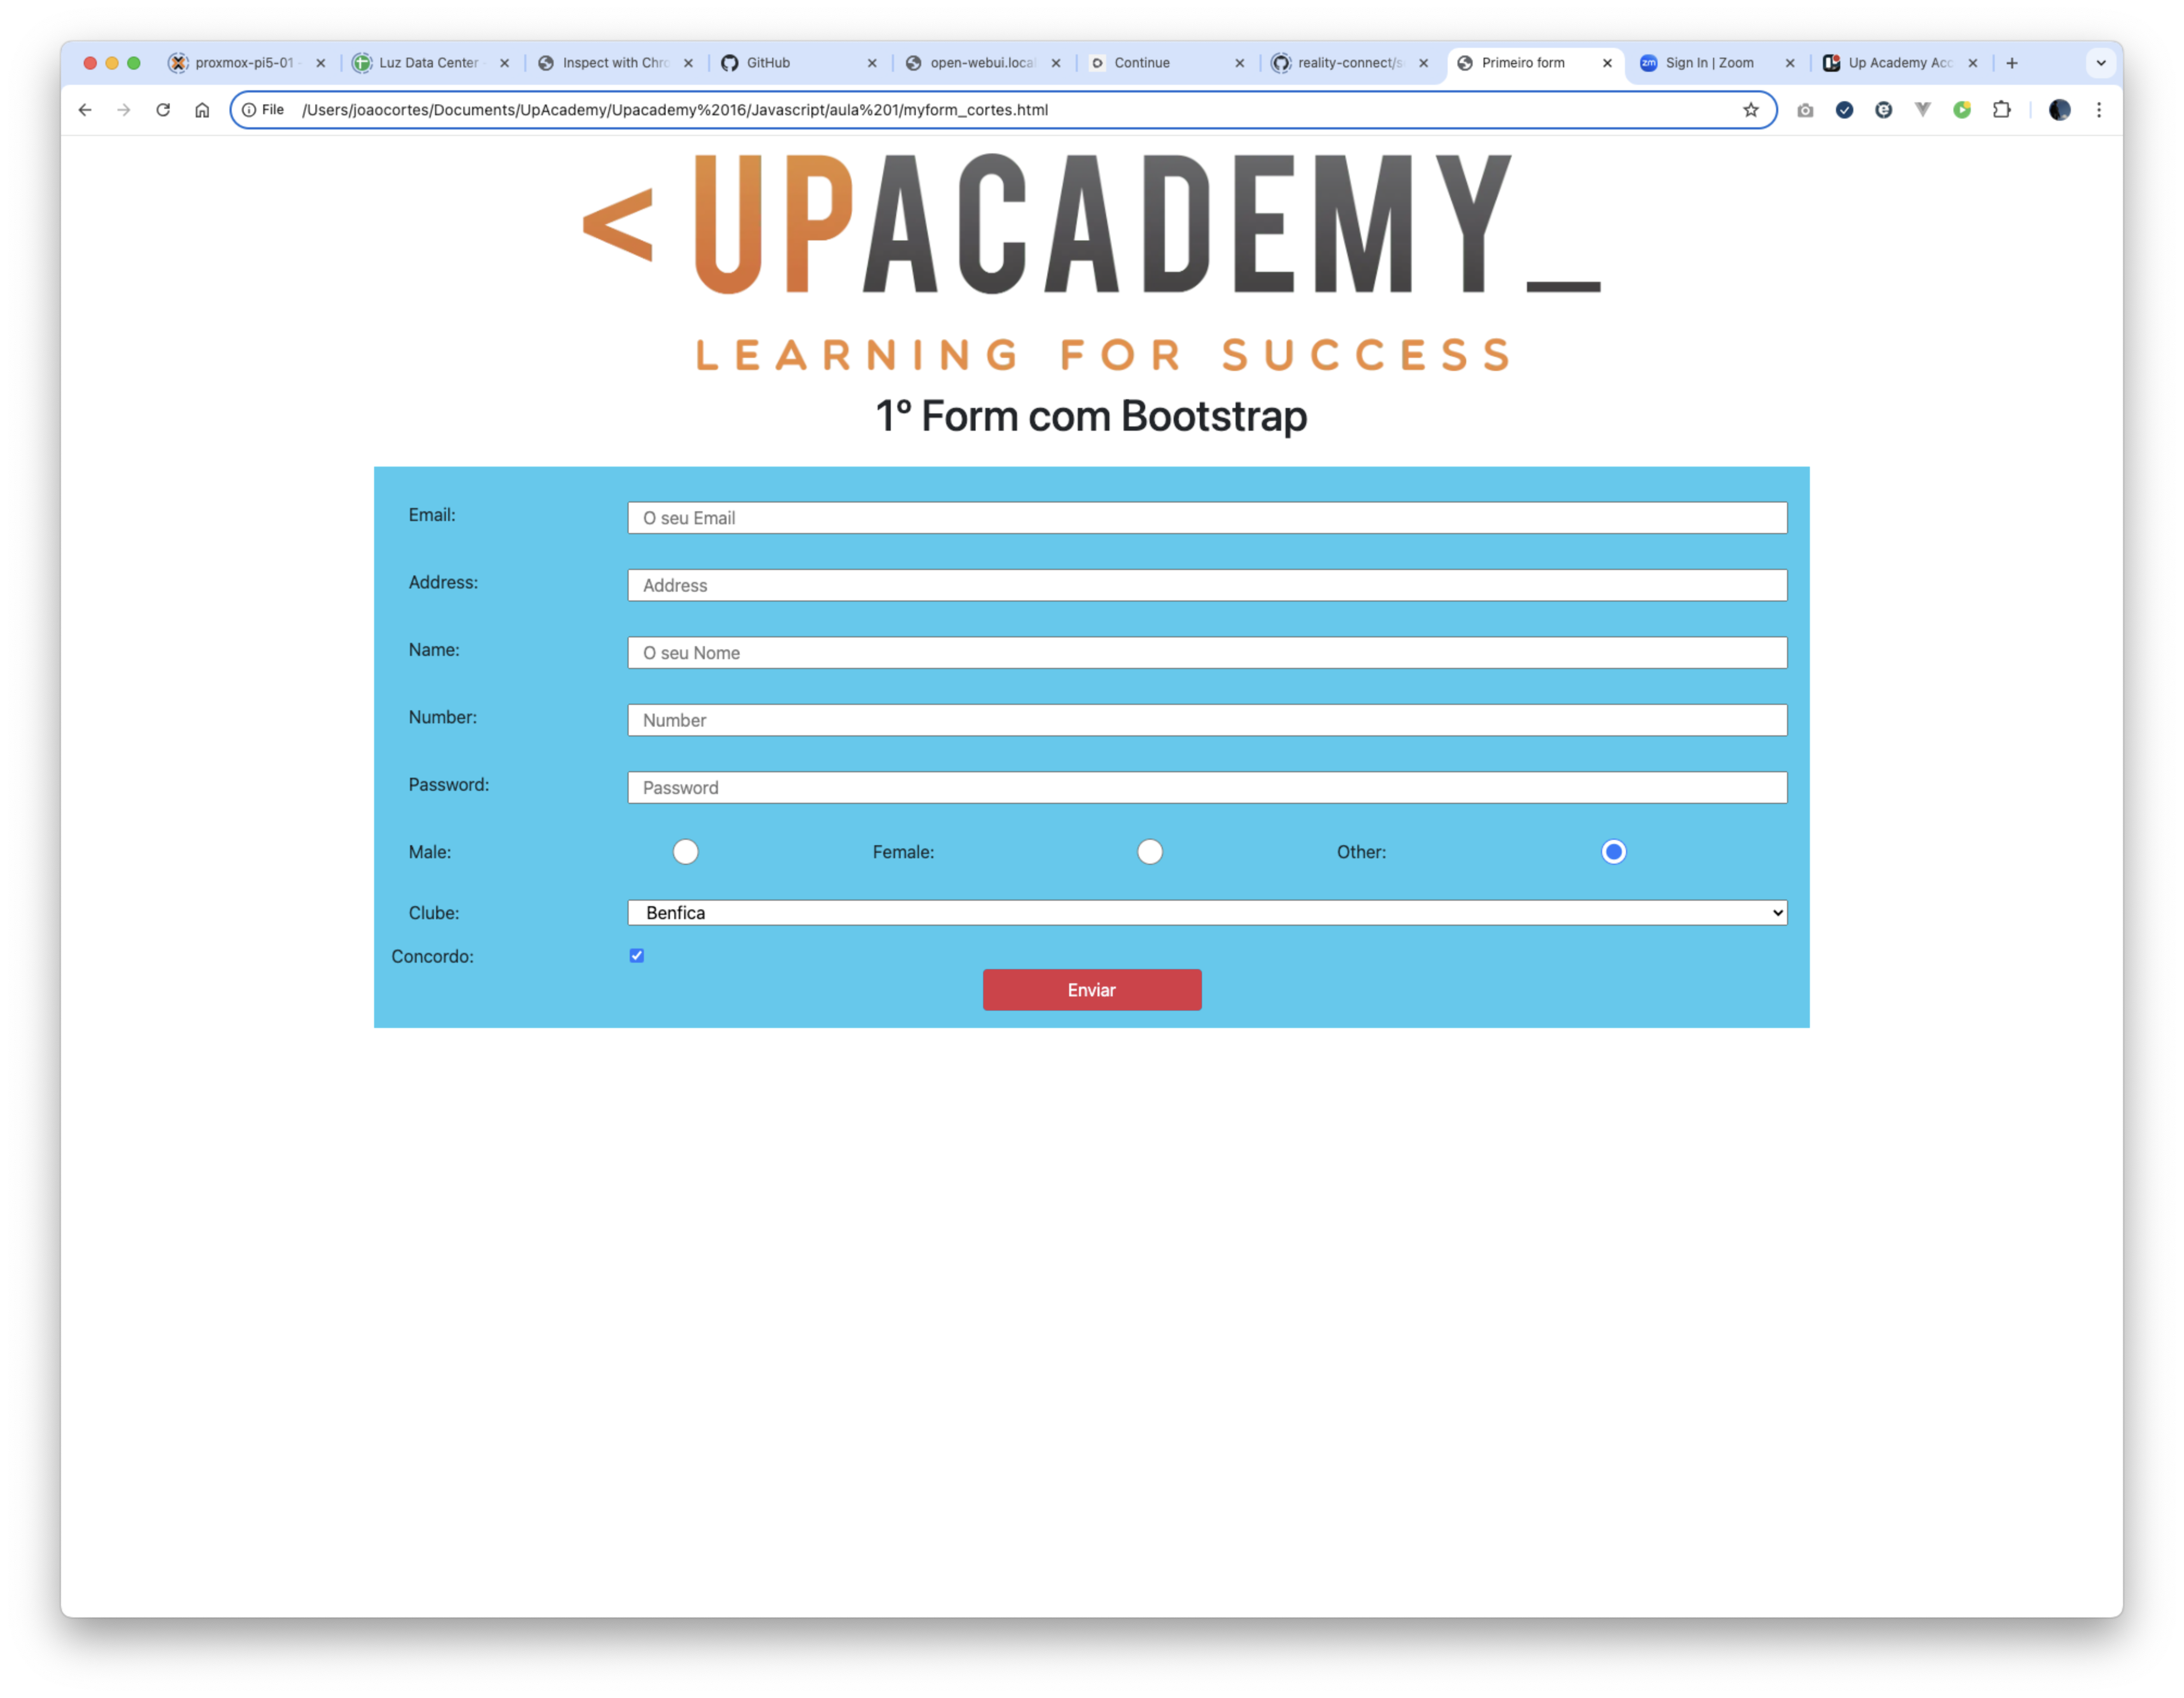 proxmox-pi5-01 Luz Data Center Inspect with Chro GitHub open-webui.local Continue reality-connect/s Primeiro form zm Sign In | Zoom Up Academy Acc
File /Users/joaocortes/Documents/UpAcademy/Upacademy%2016/Javascript/aula%201/myform_cortes.html
<UPACADEMY_
LEARNING FOR SUCCESS
1º Form com Bootstrap
Email: O seu Email
Address: Address
Name: O seu Nome
Number: Number
Password: Password
Male: Female: Other:
Clube: Benfica
Concordo:
Enviar